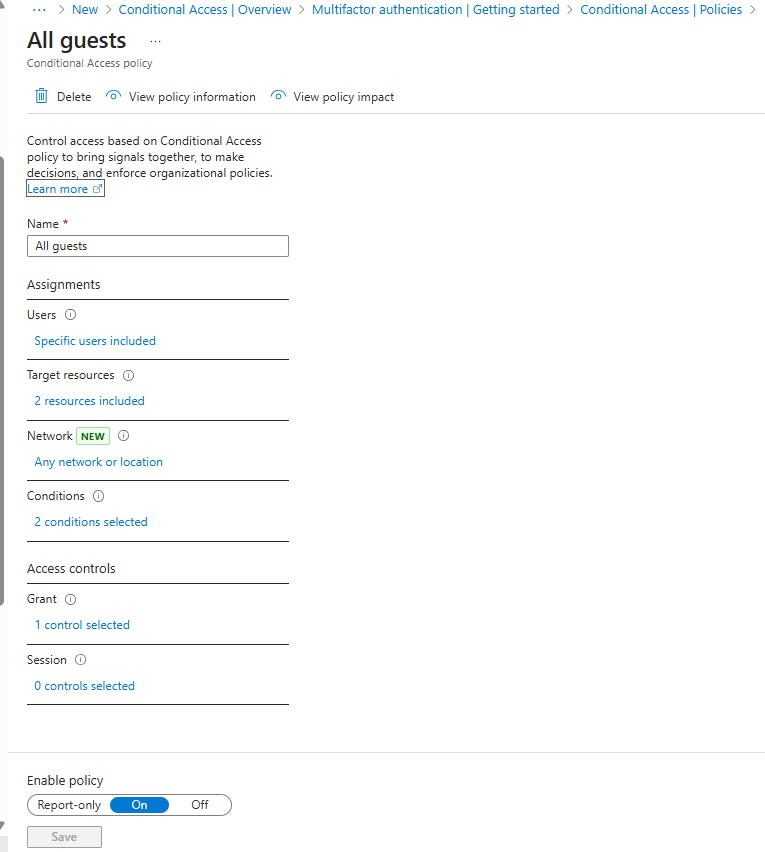 ··· > New > Conditional Access | Overview > Multifactor authentication | Getting started > Conditional Access | Policies >
All guests ···
Conditional Access policy
Delete View policy information View policy impact
Control access based on Conditional Access
policy to bring signals together, to make
decisions, and enforce organizational policies.
Learn more
Name *
All guests
Assignments
Users
Specific users included
Target resources
2 resources included
Network NEW
Any network or location
Conditions
2 conditions selected
Access controls
Grant
1 control selected
Session
0 controls selected
Enable policy
Report-only On Off
Save